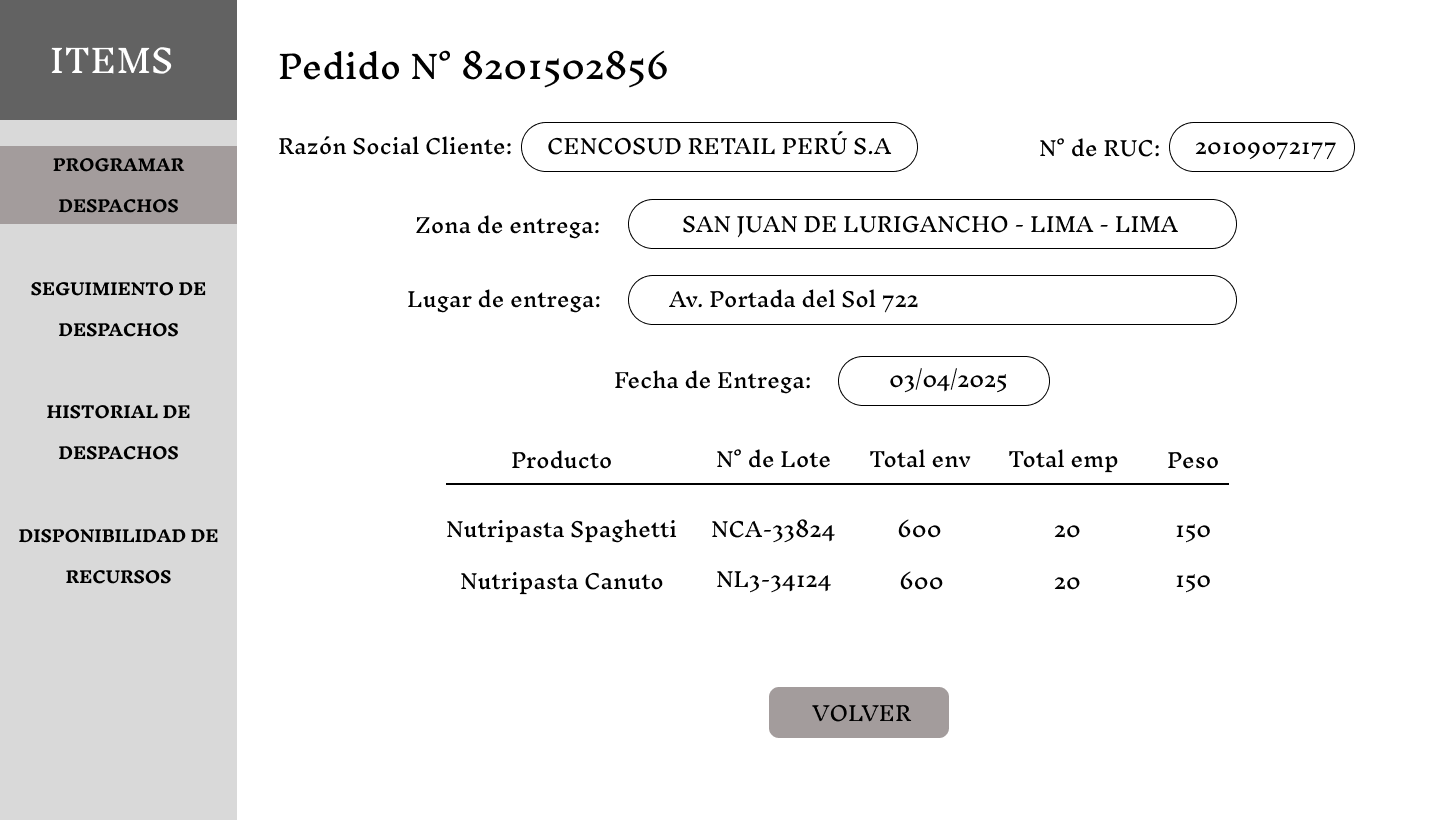 ITEMS
PROGRAMAR
DESPACHOS
SEGUIMIENTO DE
DESPACHOS
HISTORIAL DE
DESPACHOS
DISPONIBILIDAD DE
RECURSOS
Pedido N° 8201502856
Razón Social Cliente: CENCOSUD RETAIL PERÚ S.A N° de RUC: 20109072177
Zona de entrega: SAN JUAN DE LURIGANCHO - LIMA - LIMA
Lugar de entrega: Av. Portada del Sol 722
Fecha de Entrega: 03/04/2025
Producto N° de Lote Total env Total emp Peso
Nutripasta Spaghetti NCA-33824 600 20 150
Nutripasta Canuto NL3-34124 600 20 150
VOLVER